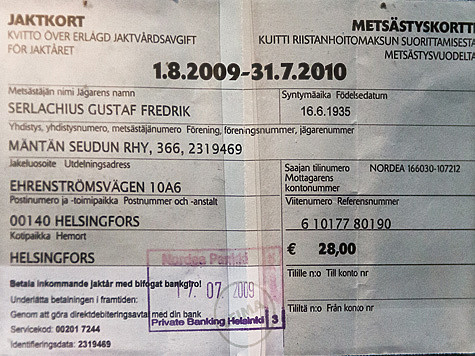 JAKTKORT
KVITTO ÖVER ERLAGD JAKTVÅRDSAVGIFT
FÖR JAKTÅRET
METSÄSTYSKORTTI
KUITTI RIISTANHOITOMAKSUN SUORITTAMISESTA
METSÄSTYSVUODELTA
1.8.2009-31.7.2010
Metsästäjän nimi Jägarens namn
SERLACHIUS GUSTAF FREDRIK
Syntymäaika Födelsedatum
16.6.1935
Yhdistys, yhdistysnumero, metsästäjänumero Förening, föreningsnummer, jägarenummer
MÄNTÄN SEUDUN RHY, 366, 2319469
Jakeluosoite Utdelningsadress
EHRENSTRÖMSVÄGEN 10A6
Saajan tilinumero NORDEA 166030-107212
Mottagarens
kontonummer
Postinumero ja -toimipaikka Postnummer och -anstalt
00140 HELSINGFORS
Viitenumero Referensnummer
6 10177 80190
Kotipaikka Hemort
HELSINGFORS
€ 28,00
Betala inkommande jaktår med bifogat bankgiro!
Underlätta betalningen i framtiden:
Genom att göra direktdebiteringsavtal med din bank
Servicekod: 00201 7244
Identifieringsdata: 2319469
Tilille n:o Till konto nr
Tililtä n:o Från konto nr
Nordea Pankki
17. 07. 2009
Private Banking Helsinki 3